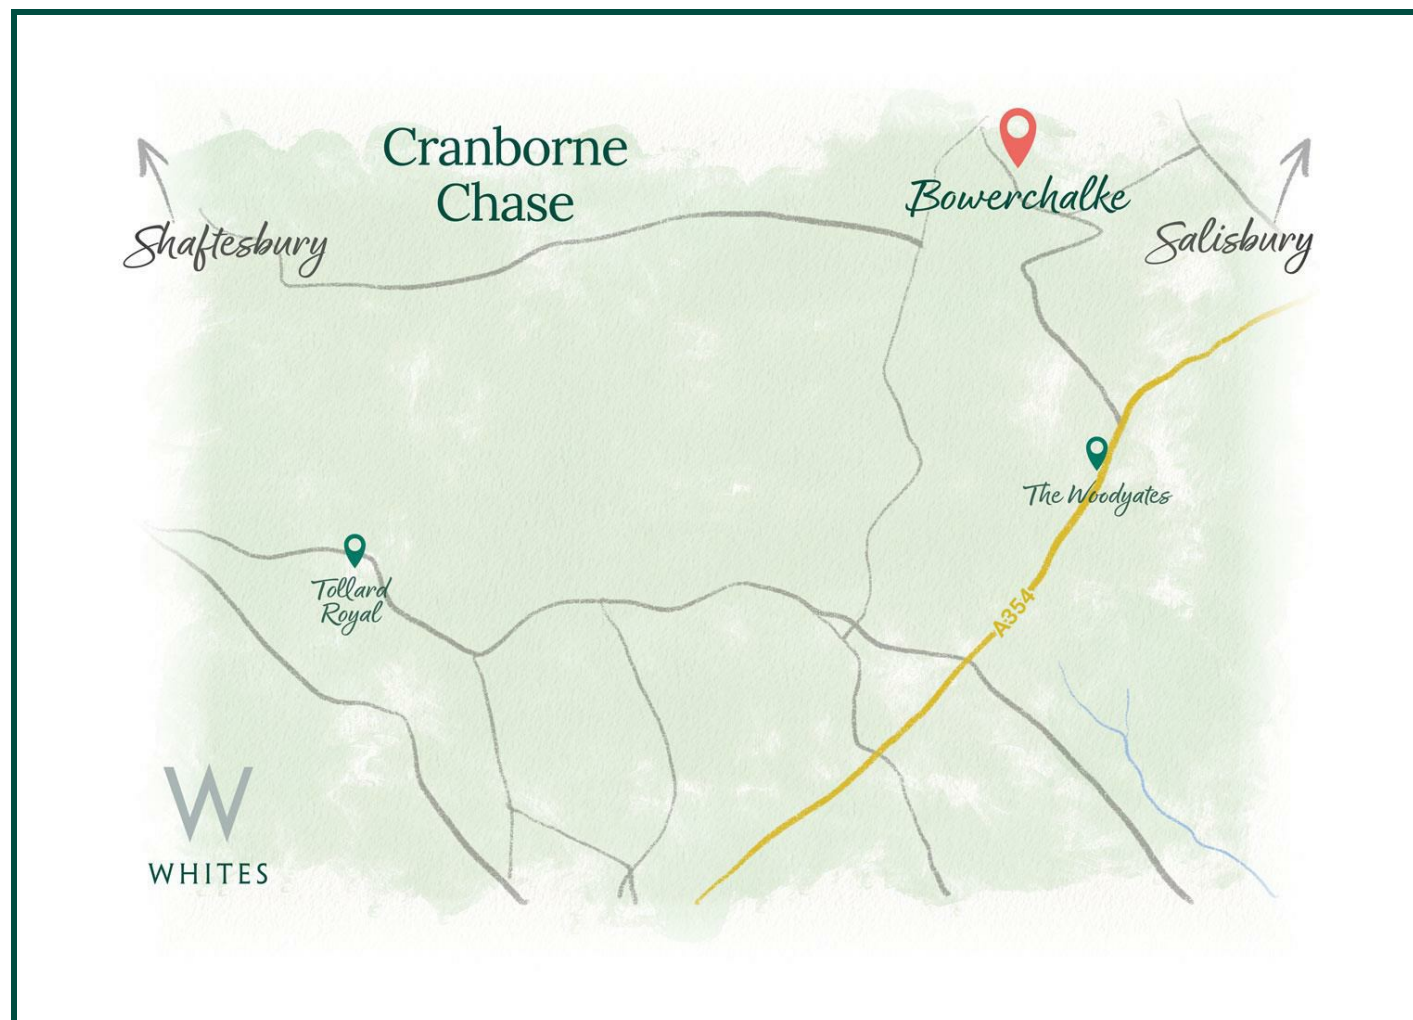 Cranborne
Chase
Bowerchalke
Shaftesbury
Salisbury
The Woodyates
Tollard
Royal
A354
W
WHITES